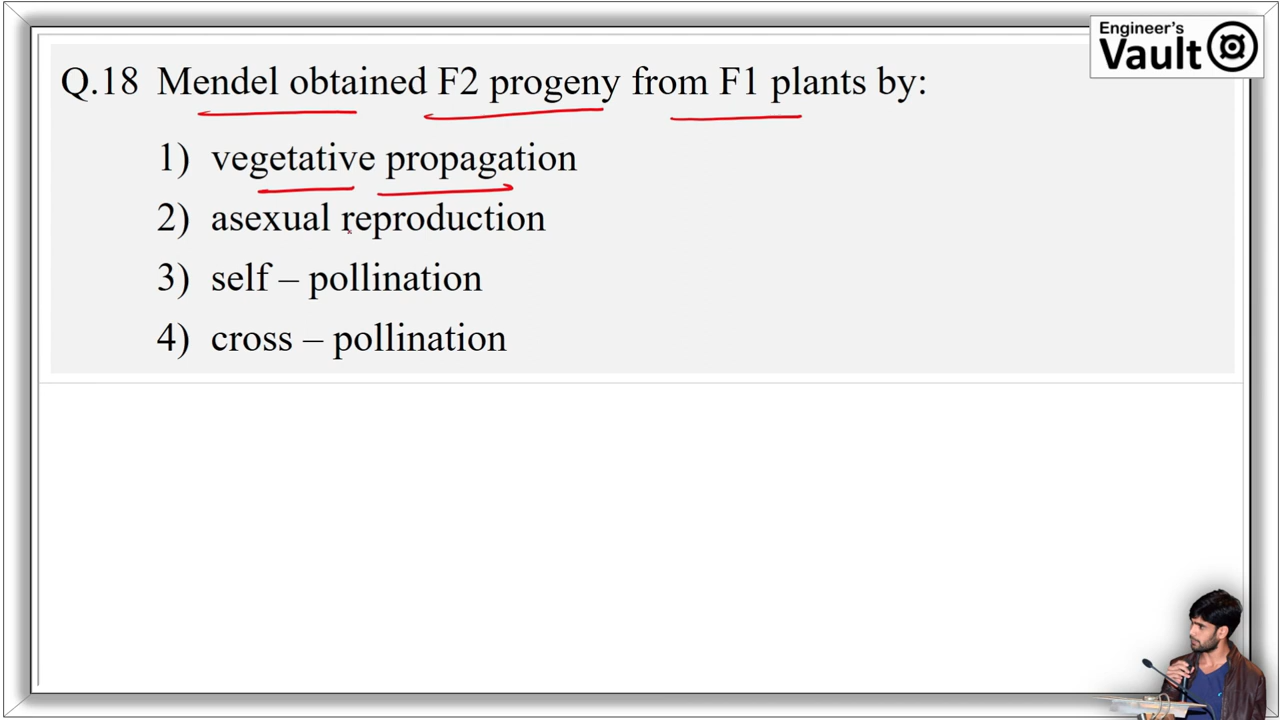 Engineer's
Vault
Q.18 Mendel obtained F2 progeny from F1 plants by:
1) vegetative propagation
2) asexual reproduction
3) self – pollination
4) cross – pollination